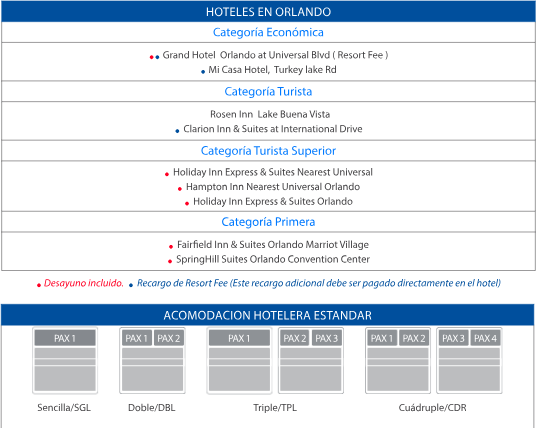 HOTELES EN ORLANDO
Categoría Económica
Grand Hotel Orlando at Universal Blvd ( Resort Fee )
Mi Casa Hotel, Turkey lake Rd
Categoría Turista
Rosen Inn Lake Buena Vista
Clarion Inn & Suites at International Drive
Categoría Turista Superior
Holiday Inn Express & Suites Nearest Universal
Hampton Inn Nearest Universal Orlando
Holiday Inn Express & Suites Orlando
Categoría Primera
Fairfield Inn & Suites Orlando Marriot Village
SpringHill Suites Orlando Convention Center
Desayuno incluido. Recargo de Resort Fee (Este recargo adicional debe ser pagado directamente en el hotel)
ACOMODACION HOTELERA ESTANDAR
PAX 1 PAX 1 PAX 2 PAX 1 PAX 2 PAX 3 PAX 1 PAX 2 PAX 3 PAX 4
Sencilla/SGL Doble/DBL Triple/TPL Cuádruple/CDR